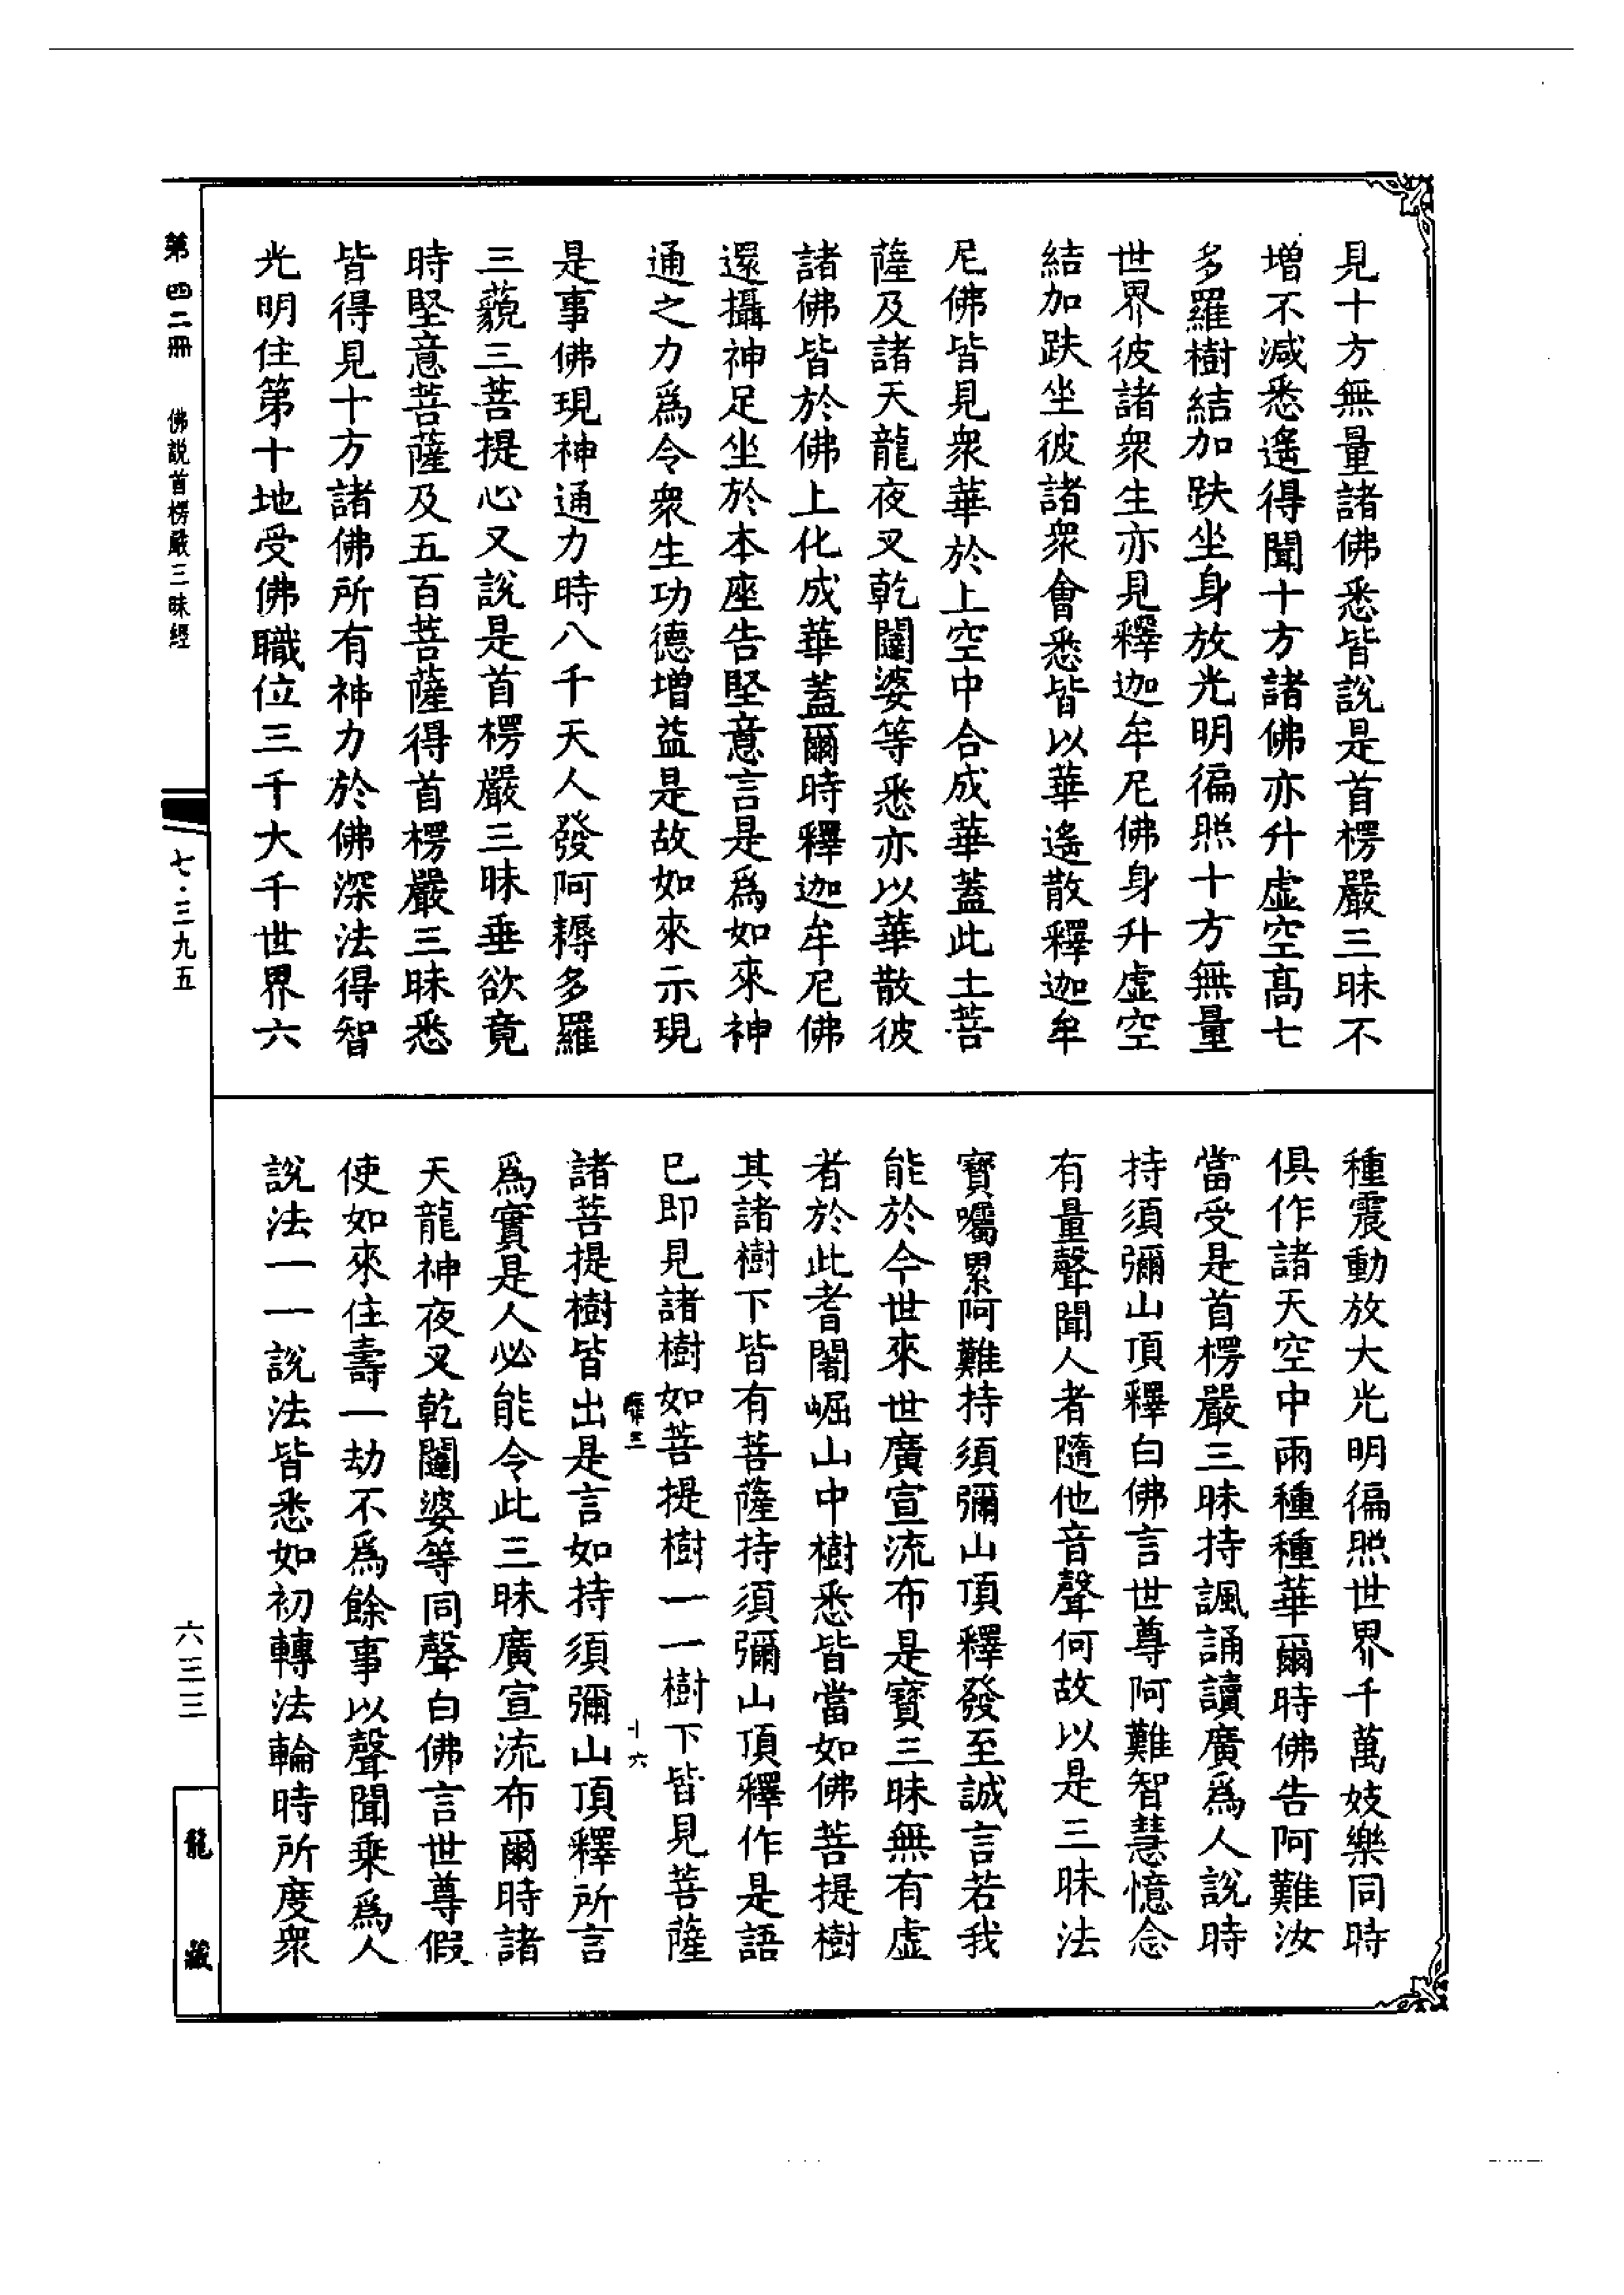 見十方無量諸佛悉皆說是首楞嚴三昧不
增不減悉遙得聞十方諸佛亦升虛空高七
多羅樹結加趺坐身放光明徧照十方無量
世界彼諸眾生亦見釋迦牟尼佛身升虛空
結加趺坐彼諸眾會悉皆以華遙散釋迦牟
尼佛皆見眾華於上空中合成華蓋此土菩
薩及諸天龍夜叉乾闥婆等悉亦以華散彼
諸佛皆於佛上化成華蓋爾時釋迦牟尼佛
還攝神足坐於本座告堅意言是為如來神
通之力為令眾生功德增益是故如來示現
是事佛現神通力時八千天人發阿耨多羅
三藐三菩提心又說是首楞嚴三昧垂欲竟
時堅意菩薩及五百菩薩得首楞嚴三昧悉
皆得見十方諸佛所有神力於佛深法得智
光明住第十地受佛職位三千大千世界六
種震動放大光明徧照世界千萬妓樂同時
俱作諸天空中雨種種華爾時佛告阿難汝
當受是首楞嚴三昧持諷誦讀廣為人說時
持須彌山頂釋白佛言世尊阿難智慧憶念
有量聲聞人者隨他音聲何故以是三昧法
寶囑累阿難持須彌山頂釋發至誠言若我
能於今世來世廣宣流布是寶三昧無有虛
者於此耆闍崛山中樹悉皆當如佛菩提樹
其諸樹下皆有菩薩持須彌山頂釋作是語
已即見諸樹如菩提樹一一樹下皆見菩薩
十六
諸菩提樹皆出是言如持須彌山頂釋所言
為實是人必能令此三昧廣宣流布爾時諸
天龍神夜叉乾闥婆等同聲白佛言世尊假
使如來住壽一劫不為餘事以聲聞乘為人
說法一一說法皆悉如初轉法輪時所度眾
第四二冊 佛說首楞嚴三昧經
七·三九五
六三三
龍藏